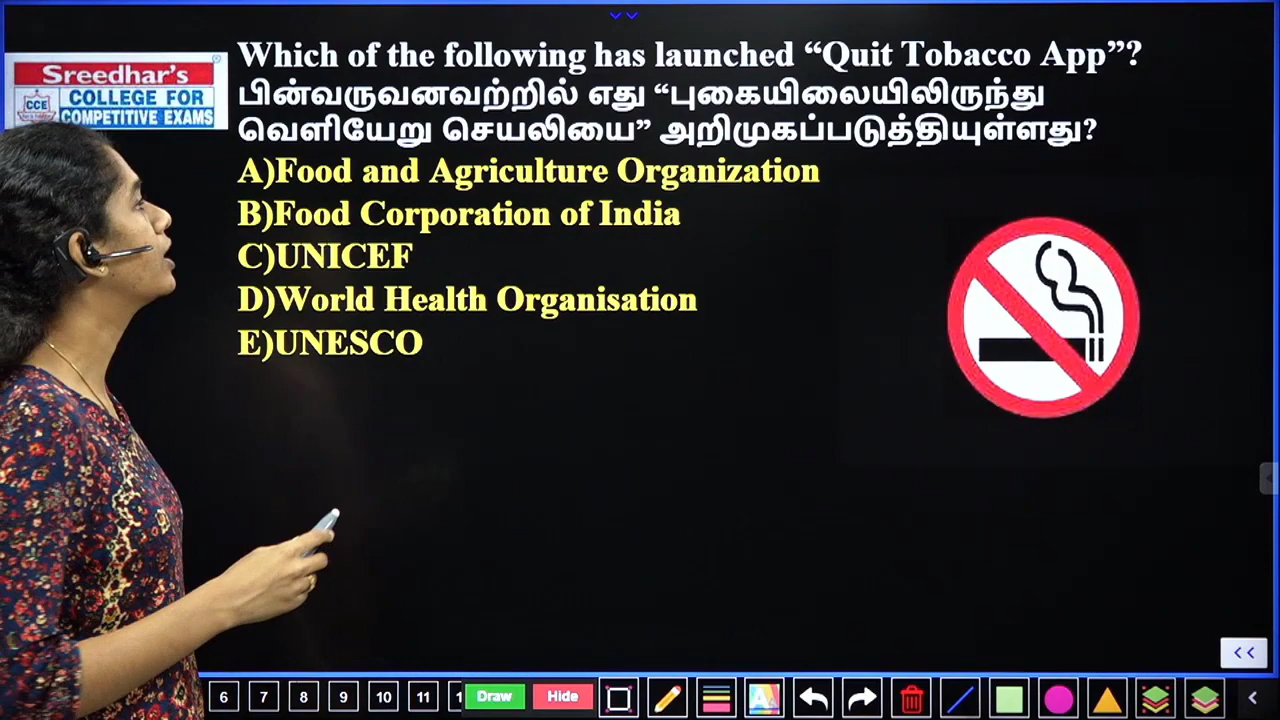 Which of the following has launched “Quit Tobacco App”?
பின்வருவனவற்றில் எது “புகையிலையிலிருந்து
வெளியேறு செயலியை” அறிமுகப்படுத்தியுள்ளது?
A)Food and Agriculture Organization
B)Food Corporation of India
C)UNICEF
D)World Health Organisation
E)UNESCO
Sreedhar's
CCE
COLLEGE FOR
COMPETITIVE EXAMS
6 7 8 9 10 11 1 Draw Hide